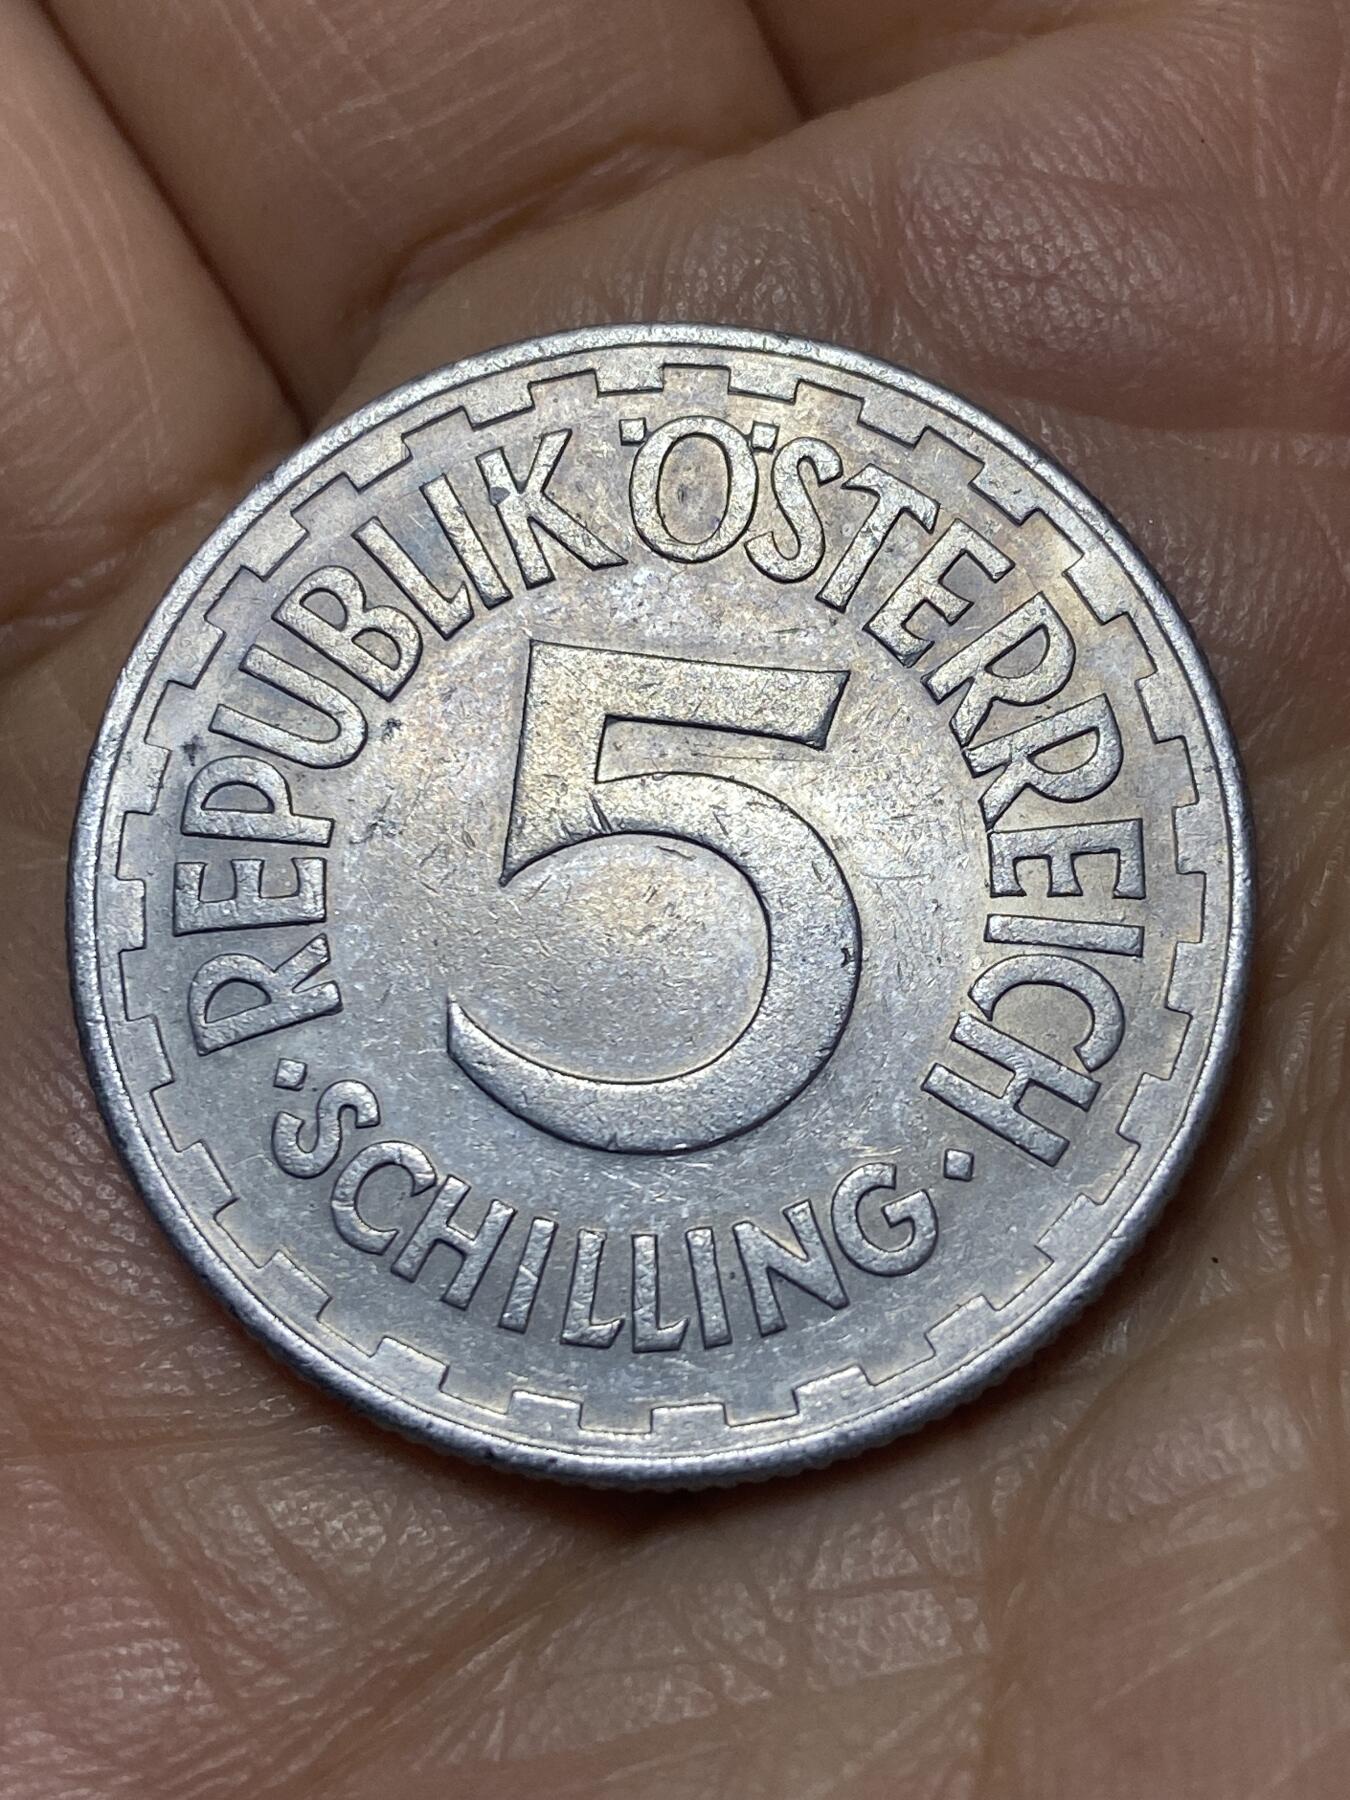 REPUBLIK ÖSTERREICH
5
· SCHILLING ·